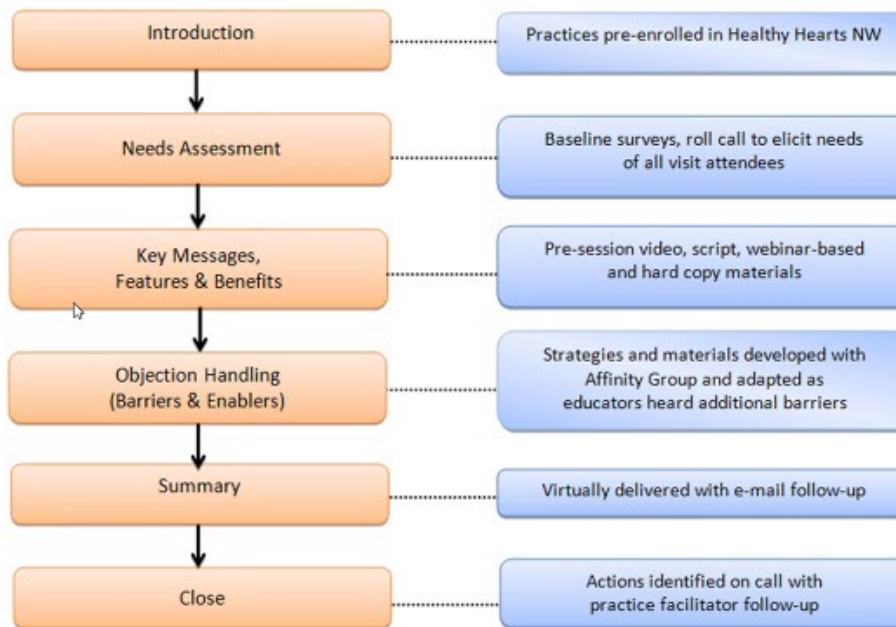 Introduction
Practices pre-enrolled in Healthy Hearts NW
Needs Assessment
Baseline surveys, roll call to elicit needs
of all visit attendees
Key Messages,
Features & Benefits
Pre-session video, script, webinar-based
and hard copy materials
Objection Handling
(Barriers & Enablers)
Strategies and materials developed with
Affinity Group and adapted as
educators heard additional barriers
Summary
Virtually delivered with e-mail follow-up
Close
Actions identified on call with
practice facilitator follow-up